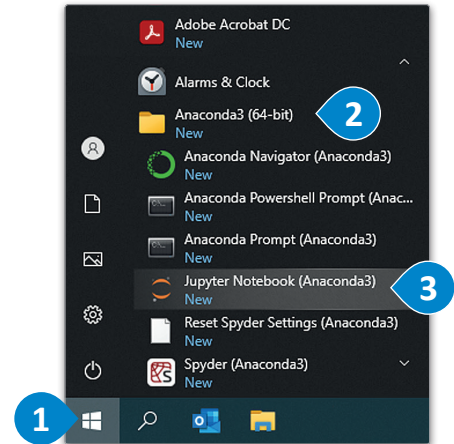 Adobe Acrobat DC
New
Alarms & Clock
Anaconda3 (64-bit)
New
2
Anaconda Navigator (Anaconda3)
New
Anaconda Powershell Prompt (Anac...
New
Anaconda Prompt (Anaconda3)
New
Jupyter Notebook (Anaconda3)
New
3
Reset Spyder Settings (Anaconda3)
New
Spyder (Anaconda3)
New
1